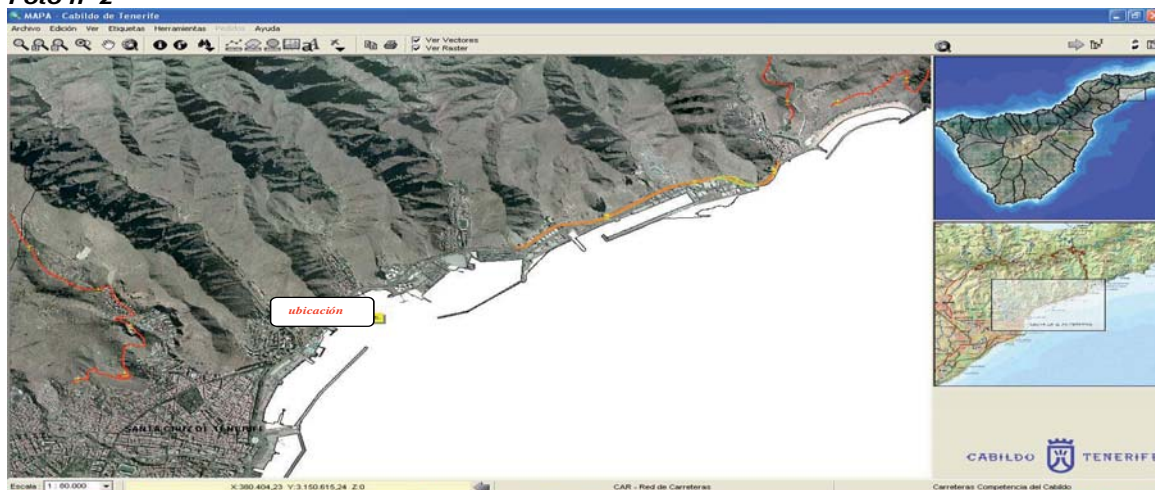 Foto nº 2
MAPA - Cabildo de Tenerife
Archivo Edición Ver Etiquetas Herramientas Pedidos Ayuda
Ver Vectores
Ver Raster
ubicación
SANTA CRUZ DE TENERIFE
CABILDO TENERIFE
Escala: 1 : 60.000 X:380.404,23 Y:3.150.615,24 Z:0 CAR - Red de Carreteras Carreteras Competencia del Cabildo